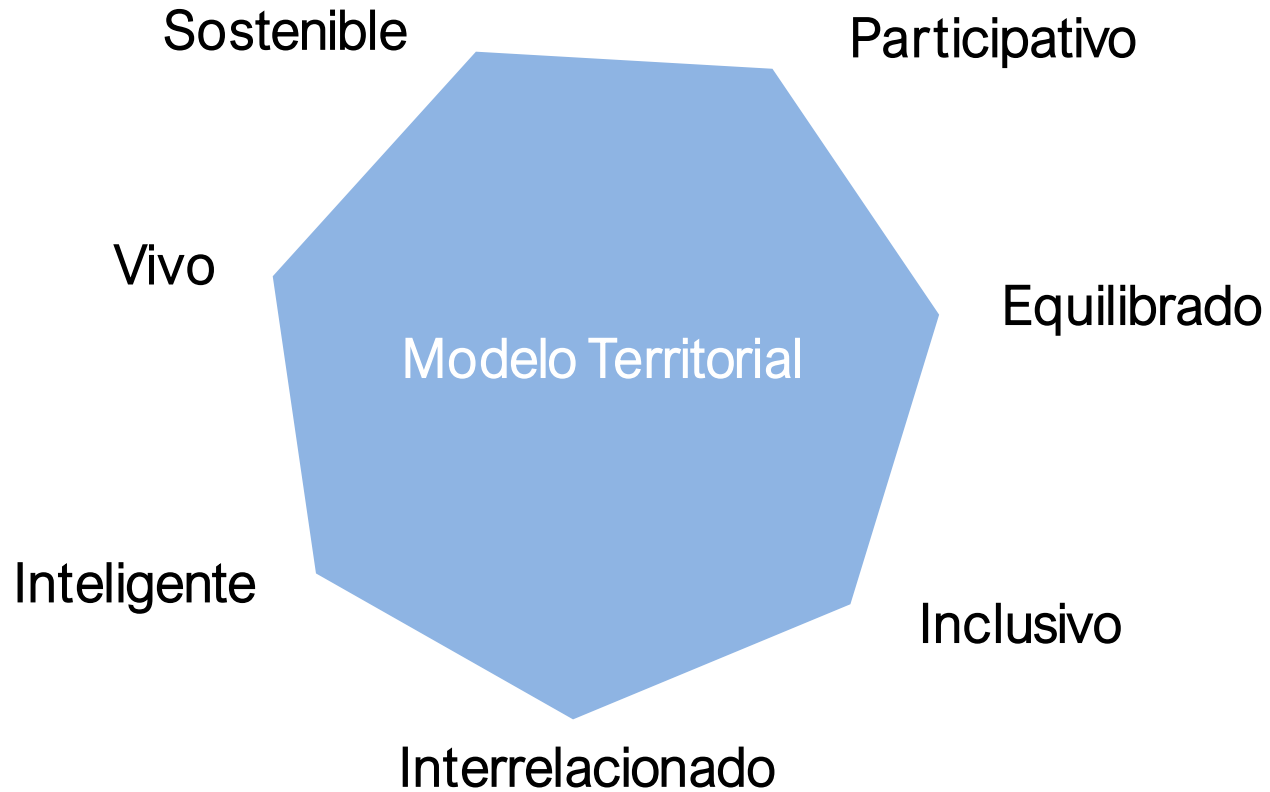 Sostenible
Participativo
Vivo
Equilibrado
Modelo Territorial
Inteligente
Inclusivo
Interrelacionado